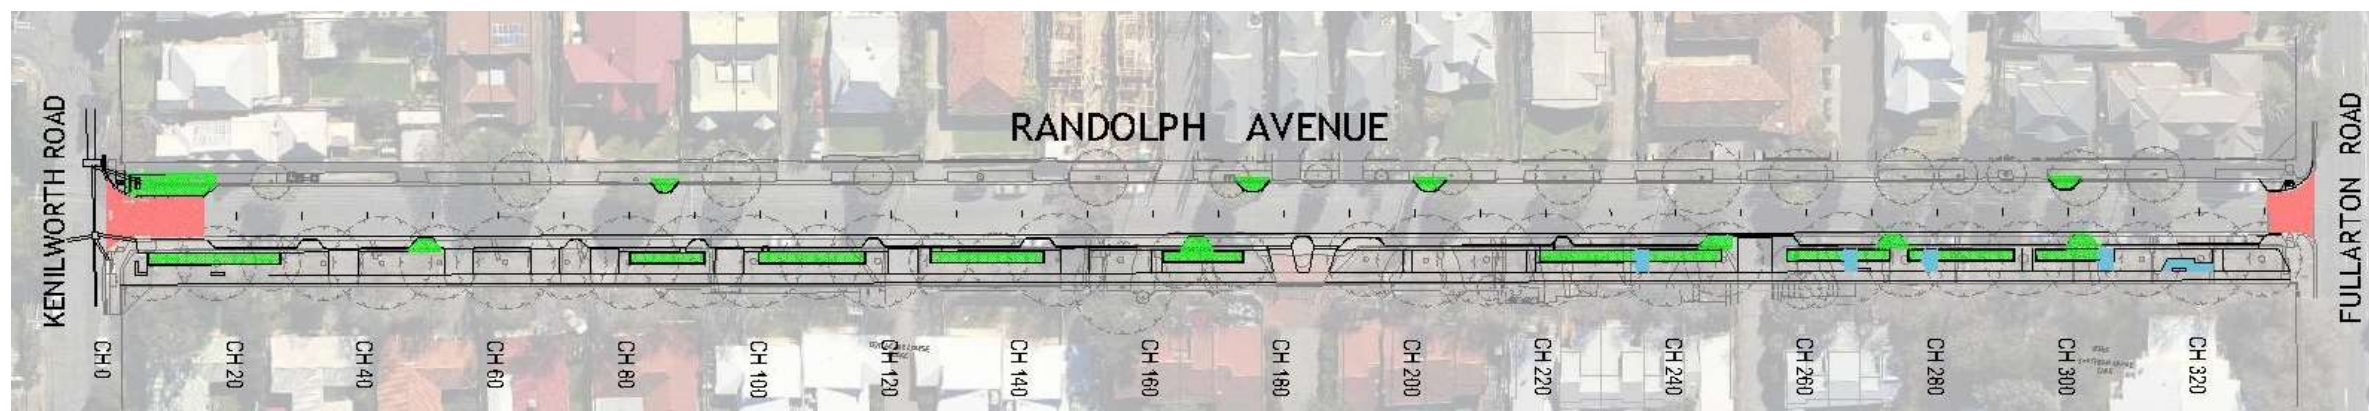 RANDOLPH AVENUE
KENILWORTH ROAD
FULLARTON ROAD
CH 0
CH 20
CH 40
CH 60
CH 80
CH 100
CH 120
CH 140
CH 160
CH 180
CH 200
CH 220
CH 240
CH 260
CH 280
CH 300
CH 320